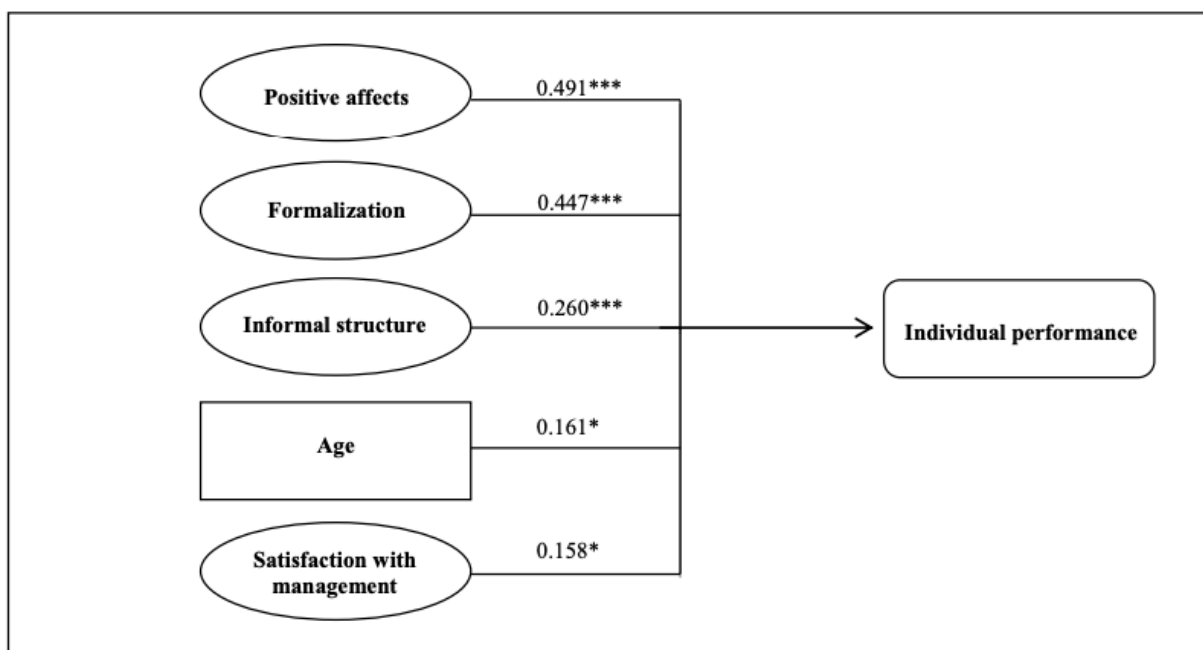 Positive affects
0.491***
Formalization
0.447***
Informal structure
0.260***
Individual performance
Age
0.161*
Satisfaction with
management
0.158*